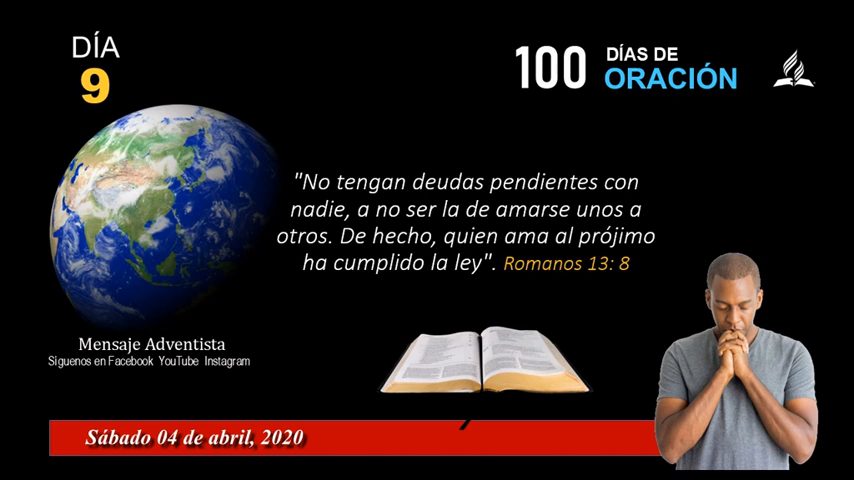 DÍA
9
100 DÍAS DE
ORACIÓN
"No tengan deudas pendientes con
nadie, a no ser la de amarse unos a
otros. De hecho, quien ama al prójimo
ha cumplido la ley". Romanos 13: 8
Mensaje Adventista
Siguenos en Facebook YouTube Instagram
Sábado 04 de abril, 2020